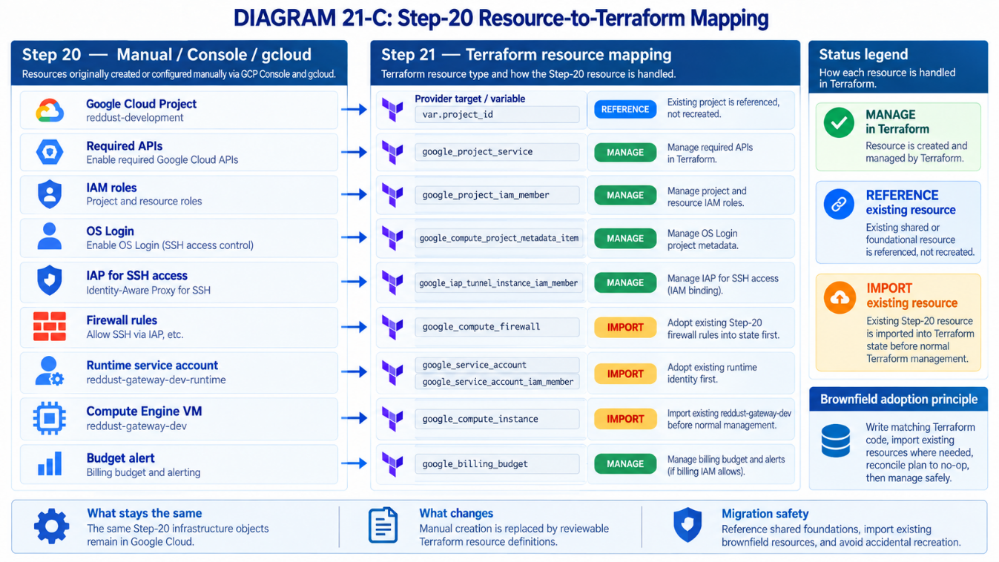 DIAGRAM 21-C: Step-20 Resource-to-Terraform Mapping
Step 20 — Manual / Console / gcloud
Resources originally created or configured manually via GCP Console and gcloud.
Google Cloud Project
reddust-development
Required APIs
Enable required Google Cloud APIs
IAM roles
Project and resource roles
OS Login
Enable OS Login (SSH access control)
IAP for SSH access
Identity-Aware Proxy for SSH
Firewall rules
Allow SSH via IAP, etc.
Runtime service account
reddust-gateway-dev-runtime
Compute Engine VM
reddust-gateway-dev
Budget alert
Billing budget and alerting
Step 21 — Terraform resource mapping
Terraform resource type and how the Step-20 resource is handled.
Provider target / variable
var.project_id
REFERENCE
Existing project is referenced,
not recreated.
google_project_service
MANAGE
Manage required APIs
in Terraform.
google_project_iam_member
MANAGE
Manage project and
resource IAM roles.
google_compute_project_metadata_item
MANAGE
Manage OS Login
project metadata.
google_iap_tunnel_instance_iam_member
MANAGE
Manage IAP for SSH access
(IAM binding).
google_compute_firewall
IMPORT
Adopt existing Step-20
firewall rules into state first.
google_service_account
google_service_account_iam_member
IMPORT
Adopt existing runtime
identity first.
google_compute_instance
IMPORT
Import existing reddust-gateway-dev
before normal management.
google_billing_budget
MANAGE
Manage billing budget and alerts
(if billing IAM allows).
Status legend
How each resource is handled
in Terraform.
MANAGE
in Terraform
Resource is created and
managed by Terraform.
REFERENCE
existing resource
Existing shared or
foundational resource
is referenced, not recreated.
IMPORT
existing resource
Existing Step-20 resource
is imported into Terraform
state before normal
Terraform management.
Brownfield adoption principle
Write matching Terraform
code, import existing
resources where needed,
reconcile plan to no-op,
then manage safely.
What stays the same
The same Step-20 infrastructure objects
remain in Google Cloud.
What changes
Manual creation is replaced by reviewable
Terraform resource definitions.
Migration safety
Reference shared foundations, import existing
brownfield resources, and avoid accidental recreation.